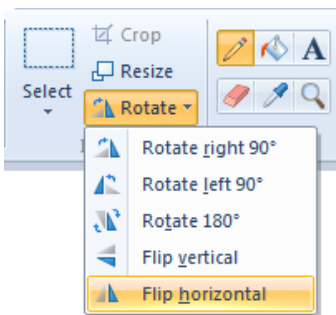 Crop
Resize
Select
Rotate
A
Rotate right 90°
Rotate left 90°
Rotate 180°
Flip vertical
Flip horizontal